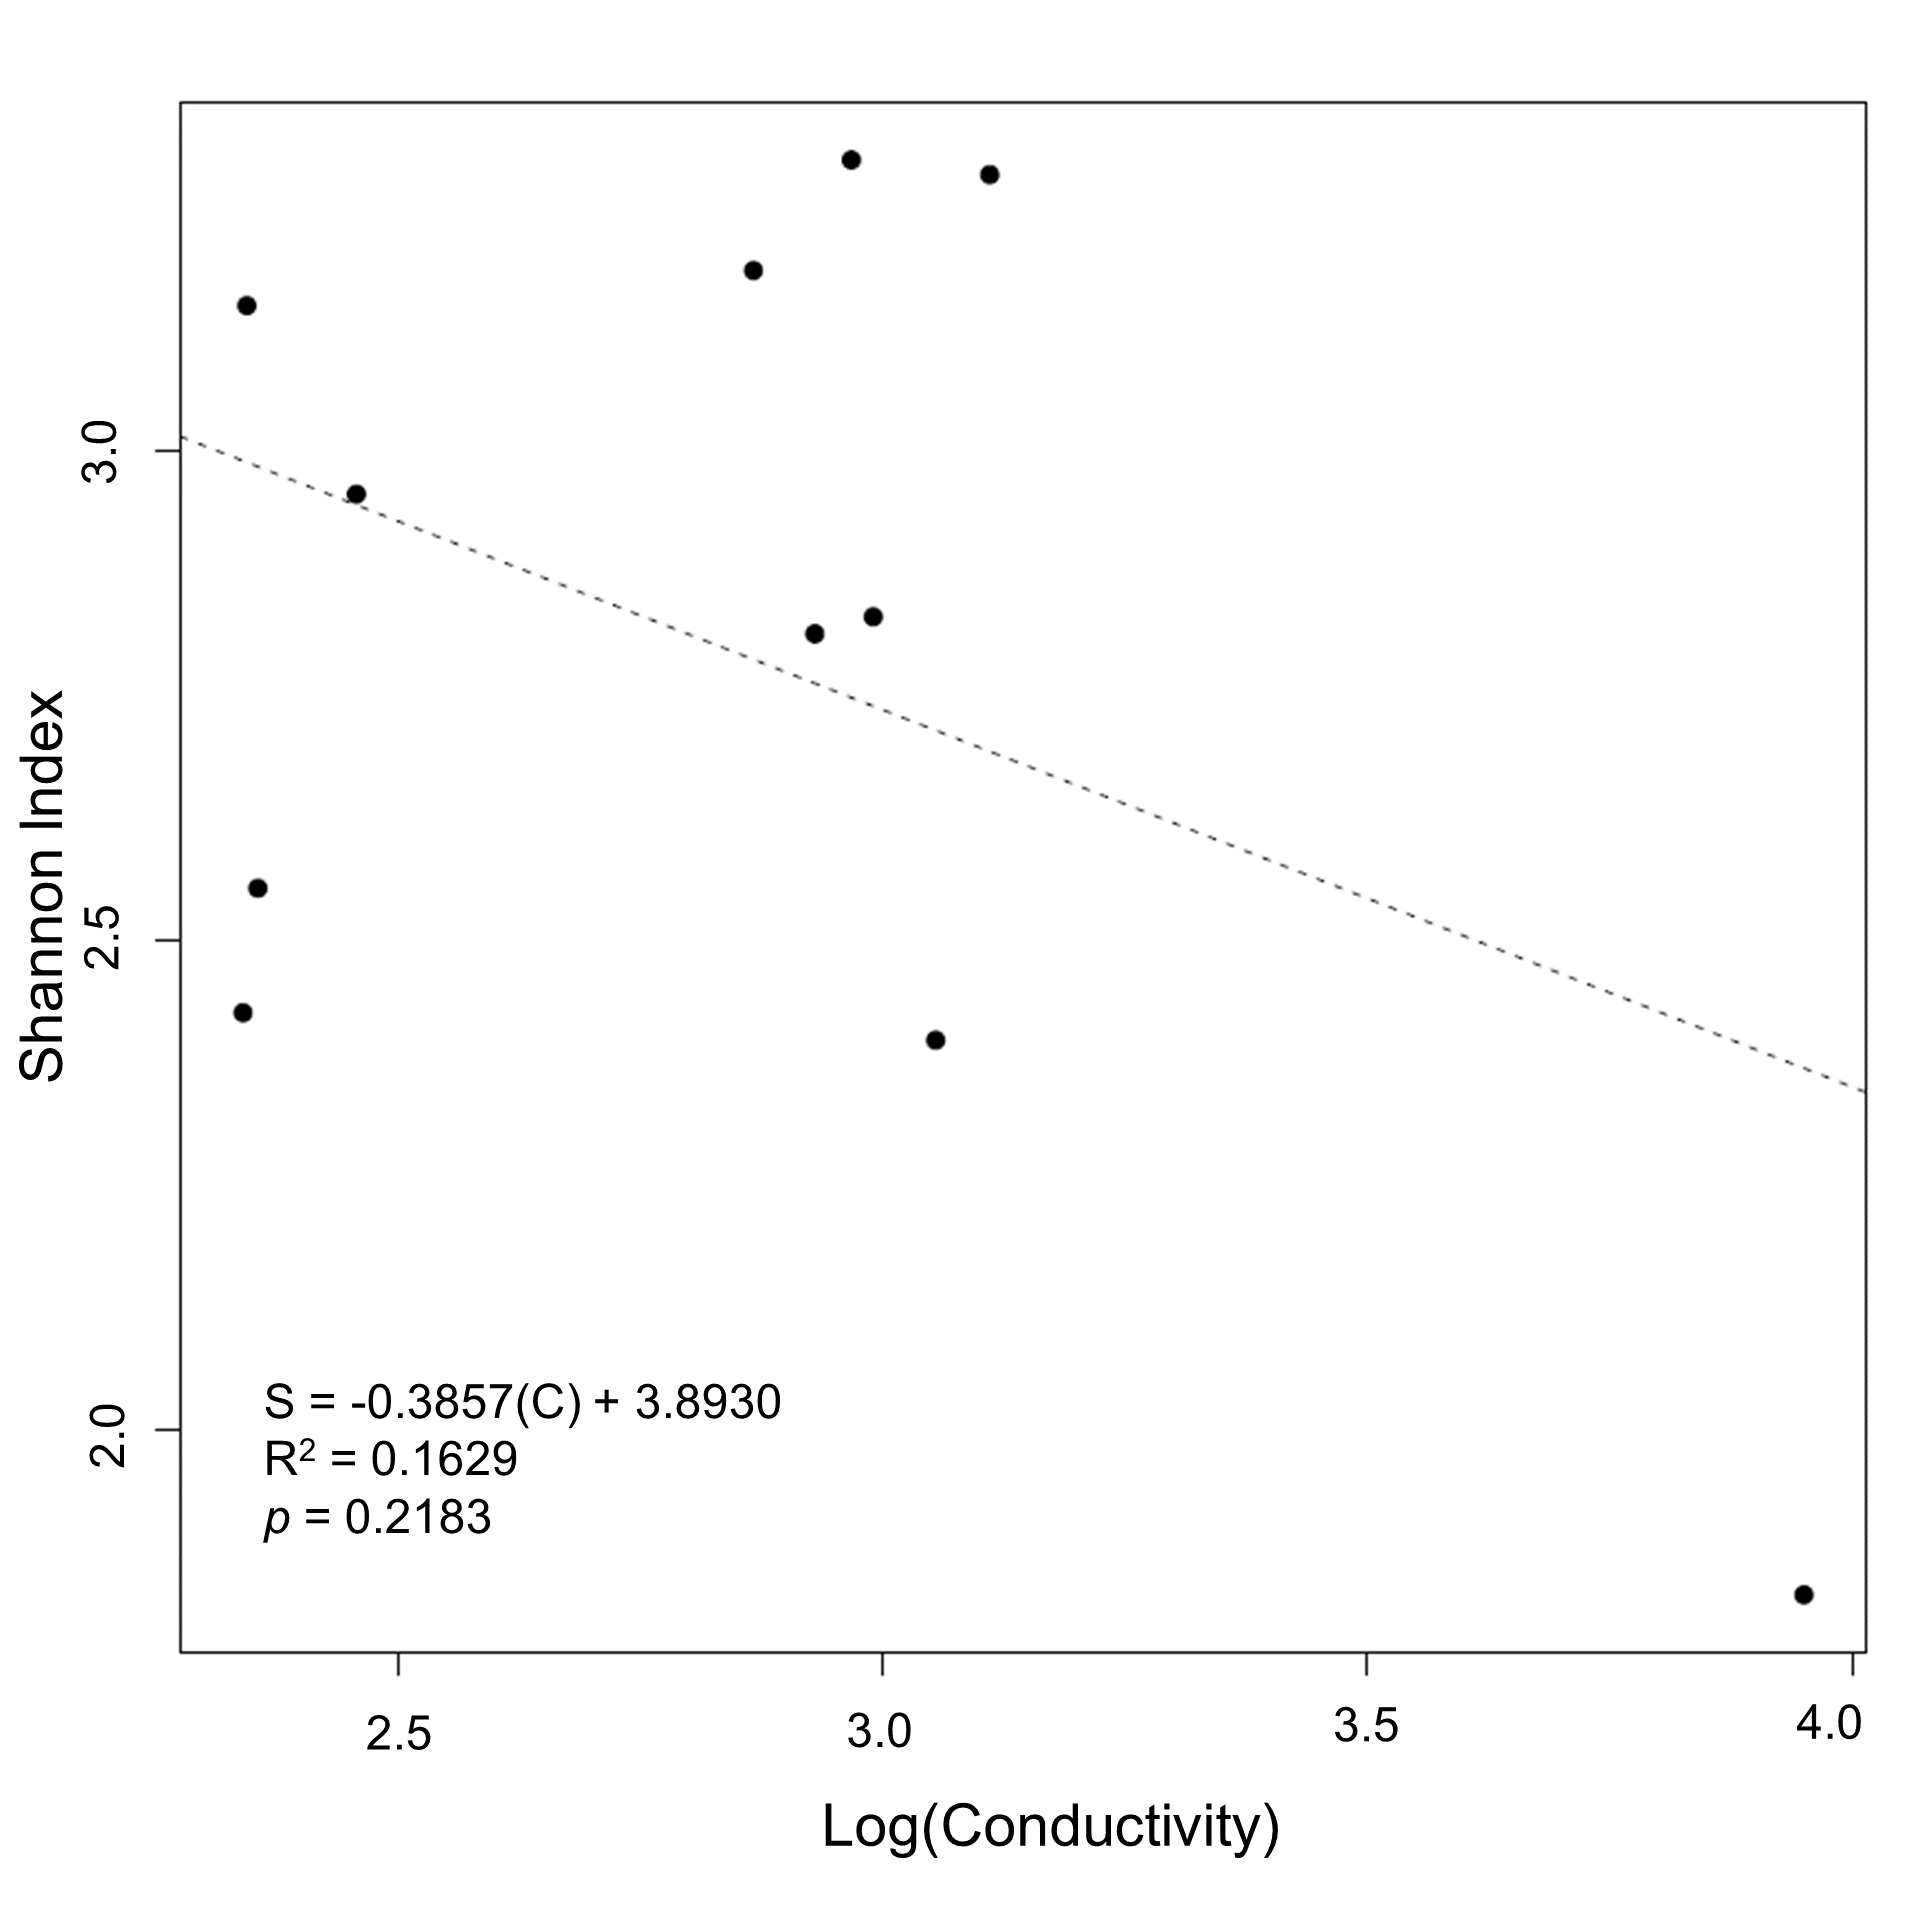 Shannon Index
3.0
2.5
2.0
S = -0.3857(C) + 3.8930
R² = 0.1629
p = 0.2183
2.5
3.0
3.5
4.0
Log(Conductivity)